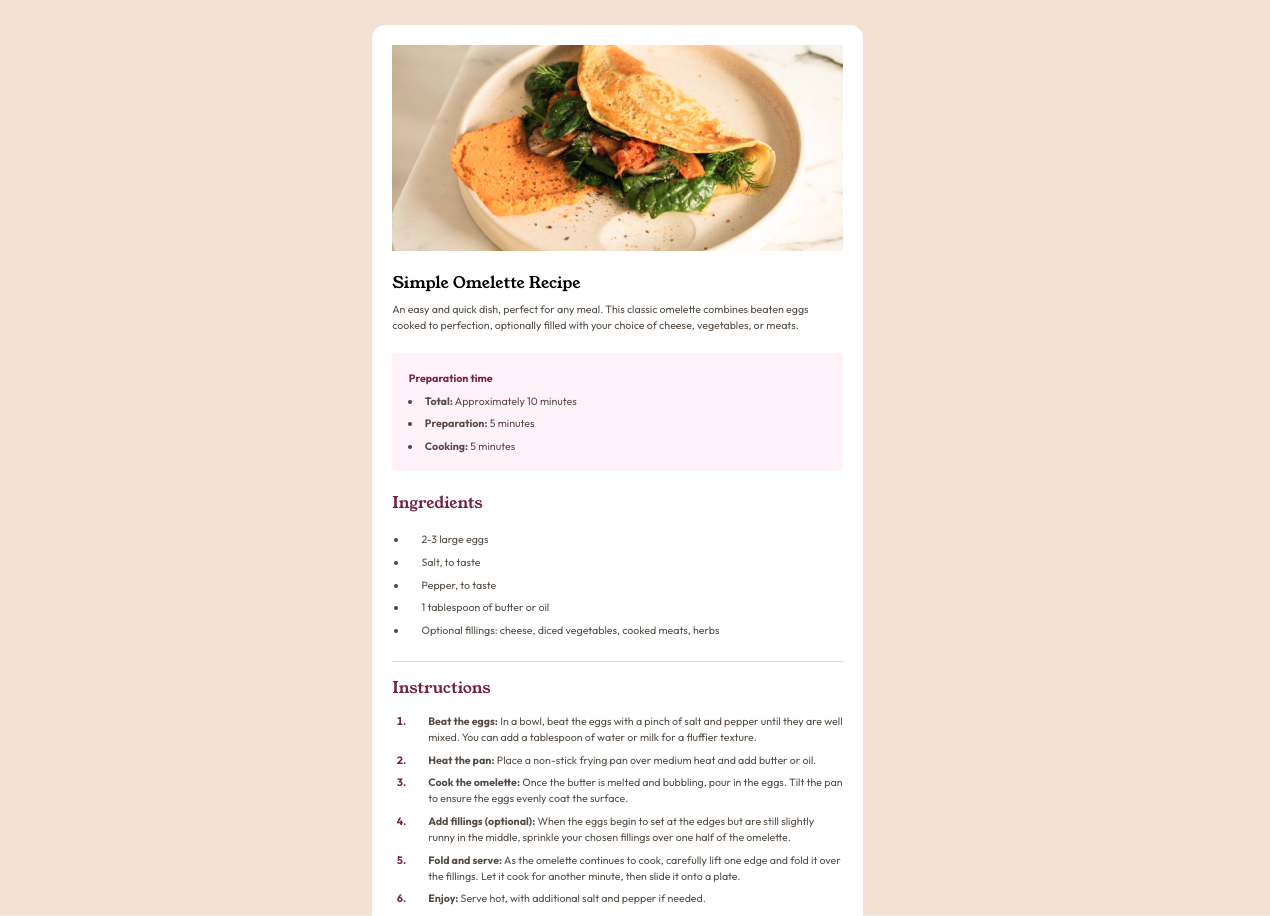 Simple Omelette Recipe
An easy and quick dish, perfect for any meal. This classic omelette combines beaten eggs
cooked to perfection, optionally filled with your choice of cheese, vegetables, or meats.
Preparation time
• Total: Approximately 10 minutes
• Preparation: 5 minutes
• Cooking: 5 minutes
Ingredients
• 2-3 large eggs
• Salt, to taste
• Pepper, to taste
• 1 tablespoon of butter or oil
• Optional fillings: cheese, diced vegetables, cooked meats, herbs
Instructions
1. Beat the eggs: In a bowl, beat the eggs with a pinch of salt and pepper until they are well
mixed. You can add a tablespoon of water or milk for a fluffier texture.
2. Heat the pan: Place a non-stick frying pan over medium heat and add butter or oil.
3. Cook the omelette: Once the butter is melted and bubbling, pour in the eggs. Tilt the pan
to ensure the eggs evenly coat the surface.
4. Add fillings (optional): When the eggs begin to set at the edges but are still slightly
runny in the middle, sprinkle your chosen fillings over one half of the omelette.
5. Fold and serve: As the omelette continues to cook, carefully lift one edge and fold it over
the fillings. Let it cook for another minute, then slide it onto a plate.
6. Enjoy: Serve hot, with additional salt and pepper if needed.